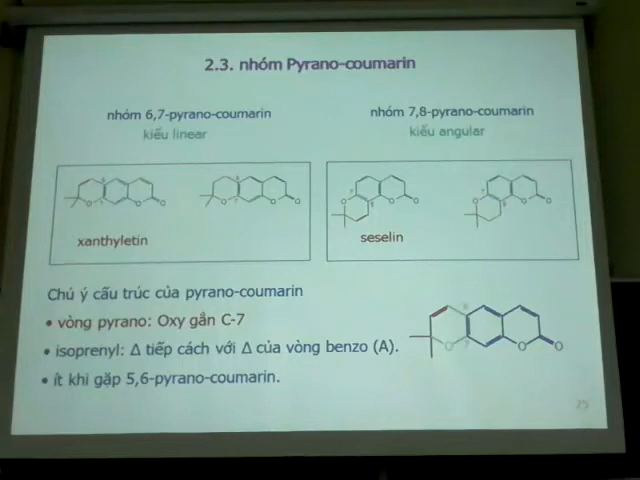 2.3. nhóm Pyrano-coumarin
nhóm 6,7-pyrano-coumarin
kiểu linear
nhóm 7,8-pyrano-coumarin
kiểu angular
xanthyletin
seselin
Chú ý cấu trúc của pyrano-coumarin
• vòng pyrano: Oxy gắn C-7
• isoprenyl: Δ tiếp cách với Δ của vòng benzo (A).
• ít khi gặp 5,6-pyrano-coumarin.
25